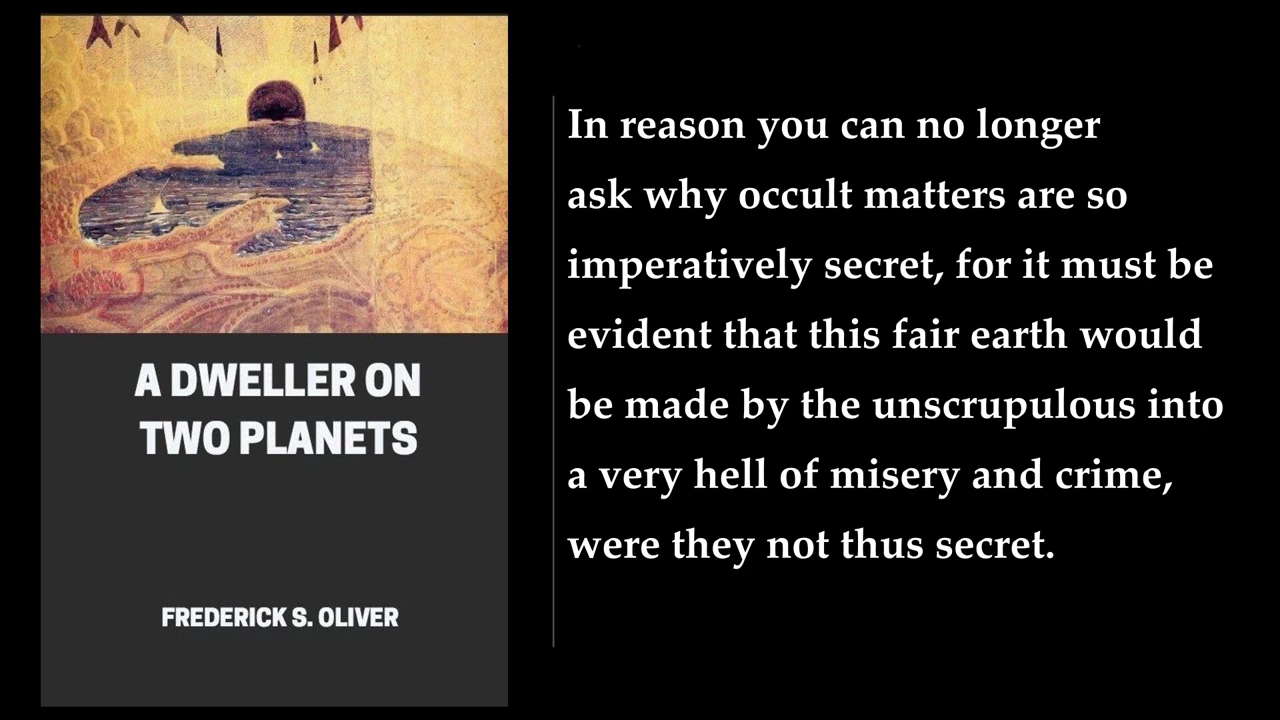 A DWELLER ON
TWO PLANETS
FREDERICK S. OLIVER
In reason you can no longer
ask why occult matters are so
imperatively secret, for it must be
evident that this fair earth would
be made by the unscrupulous into
a very hell of misery and crime,
were they not thus secret.